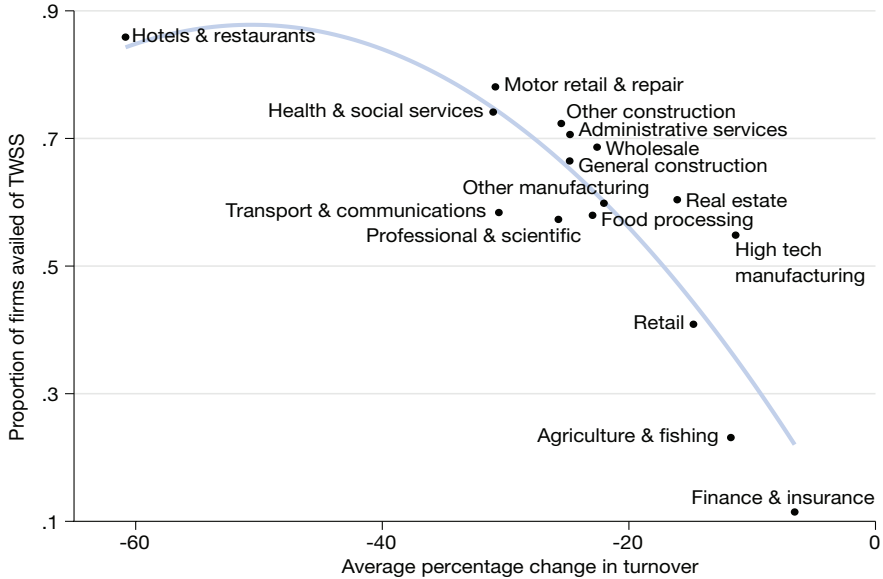 .9
Hotels & restaurants
Motor retail & repair
Health & social services
Other construction
Administrative services
.7
Wholesale
General construction
Other manufacturing
Real estate
Transport & communications
Food processing
Professional & scientific
High tech
manufacturing
.5
Retail
.3
Agriculture & fishing
Finance & insurance
.1
-60
-40
-20
0
Average percentage change in turnover
Proportion of firms availed of TWSS